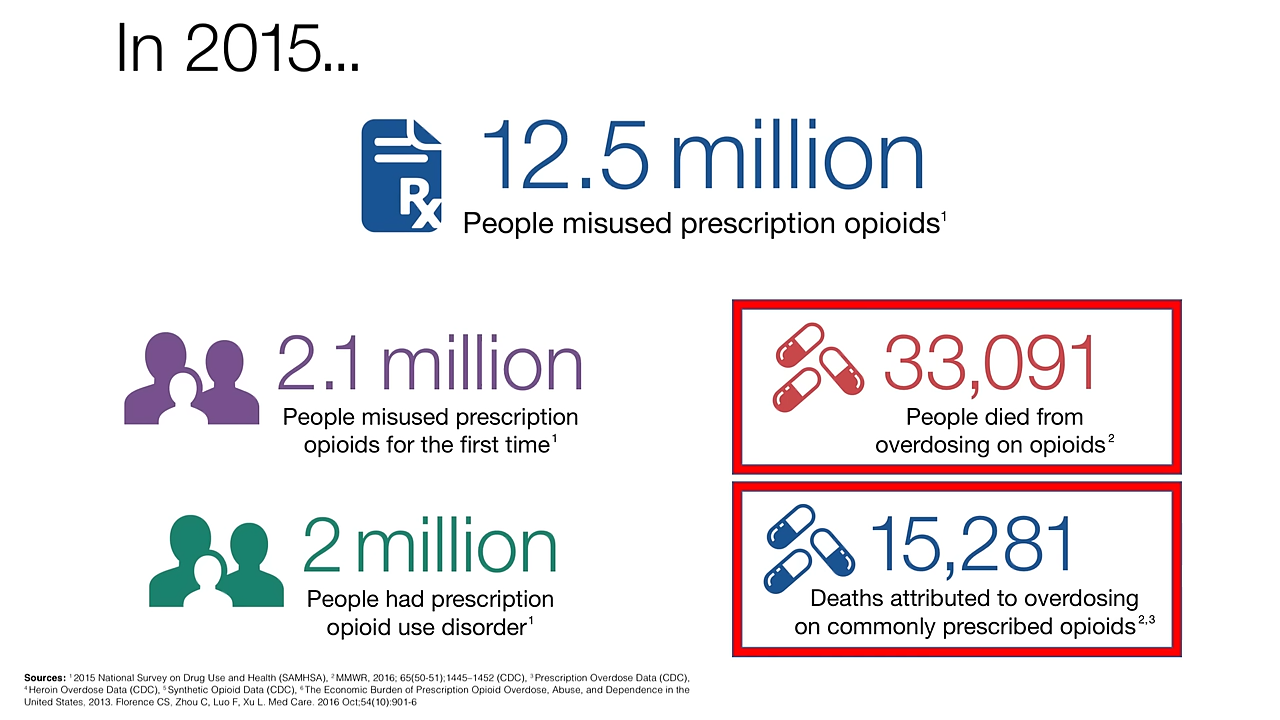 In 2015...
Rx
12.5 million
People misused prescription opioids¹
2.1 million
People misused prescription
opioids for the first time¹
33,091
People died from
overdosing on opioids²
2 million
People had prescription
opioid use disorder¹
15,281
Deaths attributed to overdosing
on commonly prescribed opioids²,³
Sources: ¹ 2015 National Survey on Drug Use and Health (SAMHSA), ² MMWR, 2016; 65(50-51);1445–1452 (CDC), ³ Prescription Overdose Data (CDC),
⁴ Heroin Overdose Data (CDC), ⁵ Synthetic Opioid Data (CDC), ⁶ The Economic Burden of Prescription Opioid Overdose, Abuse, and Dependence in the
United States, 2013. Florence CS, Zhou C, Luo F, Xu L. Med Care. 2016 Oct;54(10):901-6